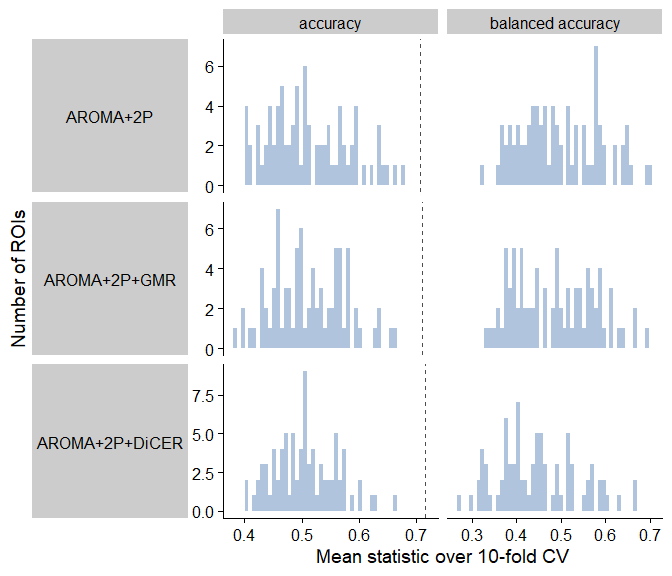 accuracy balanced accuracy
AROMA+2P
6
4
2
0
AROMA+2P+GMR
6
4
2
0
AROMA+2P+DiCER
7.5
5.0
2.5
0.0
Number of ROIs
0.4 0.5 0.6 0.7 0.3 0.4 0.5 0.6 0.7
Mean statistic over 10-fold CV